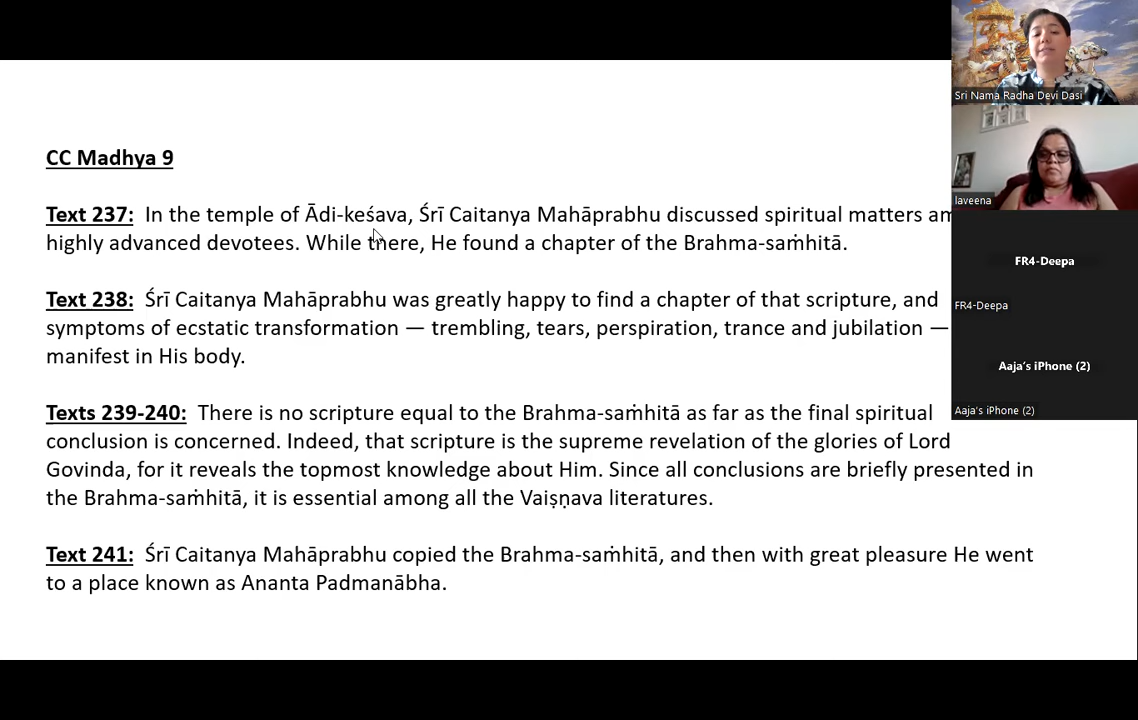 CC Madhya 9
Text 237: In the temple of Ādi-keśava, Śrī Caitanya Mahāprabhu discussed spiritual matters
highly advanced devotees. While there, He found a chapter of the Brahma-saṁhitā.
Text 238: Śrī Caitanya Mahāprabhu was greatly happy to find a chapter of that scripture, and
symptoms of ecstatic transformation — trembling, tears, perspiration, trance and jubilation —
manifest in His body.
Texts 239-240: There is no scripture equal to the Brahma-saṁhitā as far as the final spiritual
conclusion is concerned. Indeed, that scripture is the supreme revelation of the glories of Lord
Govinda, for it reveals the topmost knowledge about Him. Since all conclusions are briefly presented in
the Brahma-saṁhitā, it is essential among all the Vaiṣṇava literatures.
Text 241: Śrī Caitanya Mahāprabhu copied the Brahma-saṁhitā, and then with great pleasure He went
to a place known as Ananta Padmanābha.
Sri Nama Radha Devi Dasi
laveena
FR4-Deepa
FR4-Deepa
Aaja's iPhone (2)
Aaja's iPhone (2)